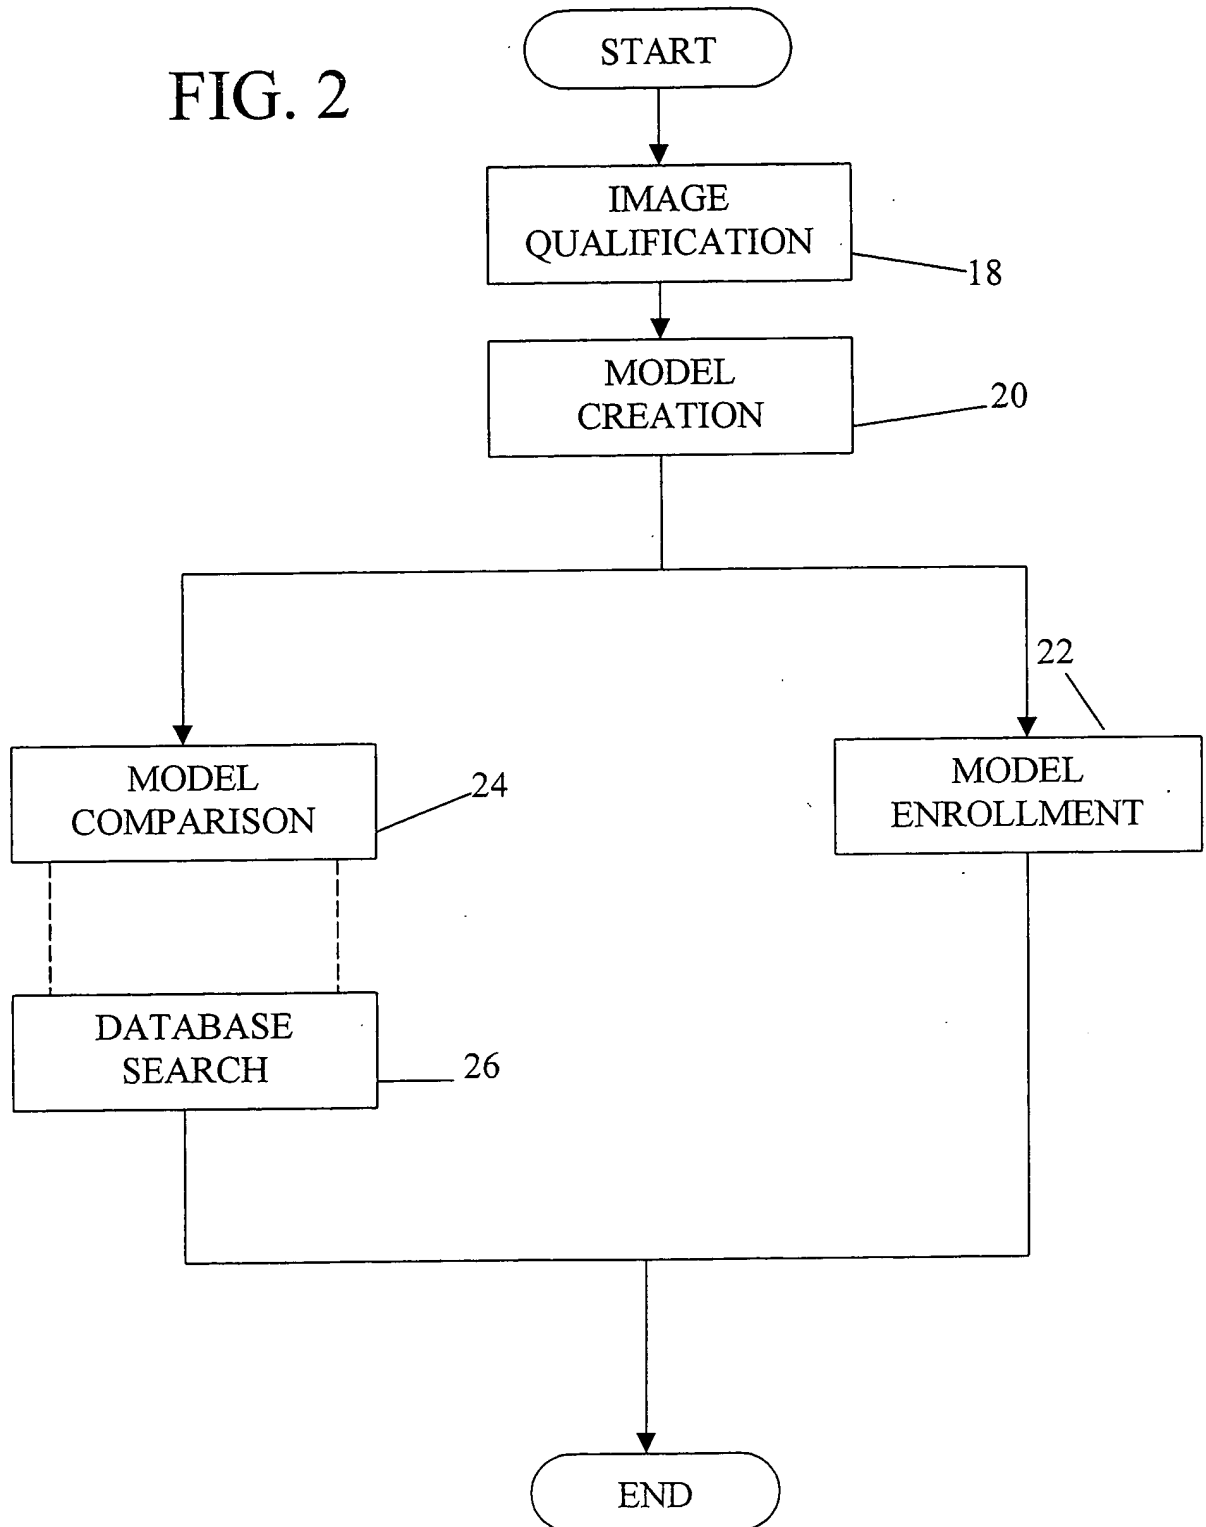 START
FIG. 2
IMAGE
QUALIFICATION
18
MODEL
CREATION
20
22
MODEL
COMPARISON
24
MODEL
ENROLLMENT
DATABASE
SEARCH
26
END